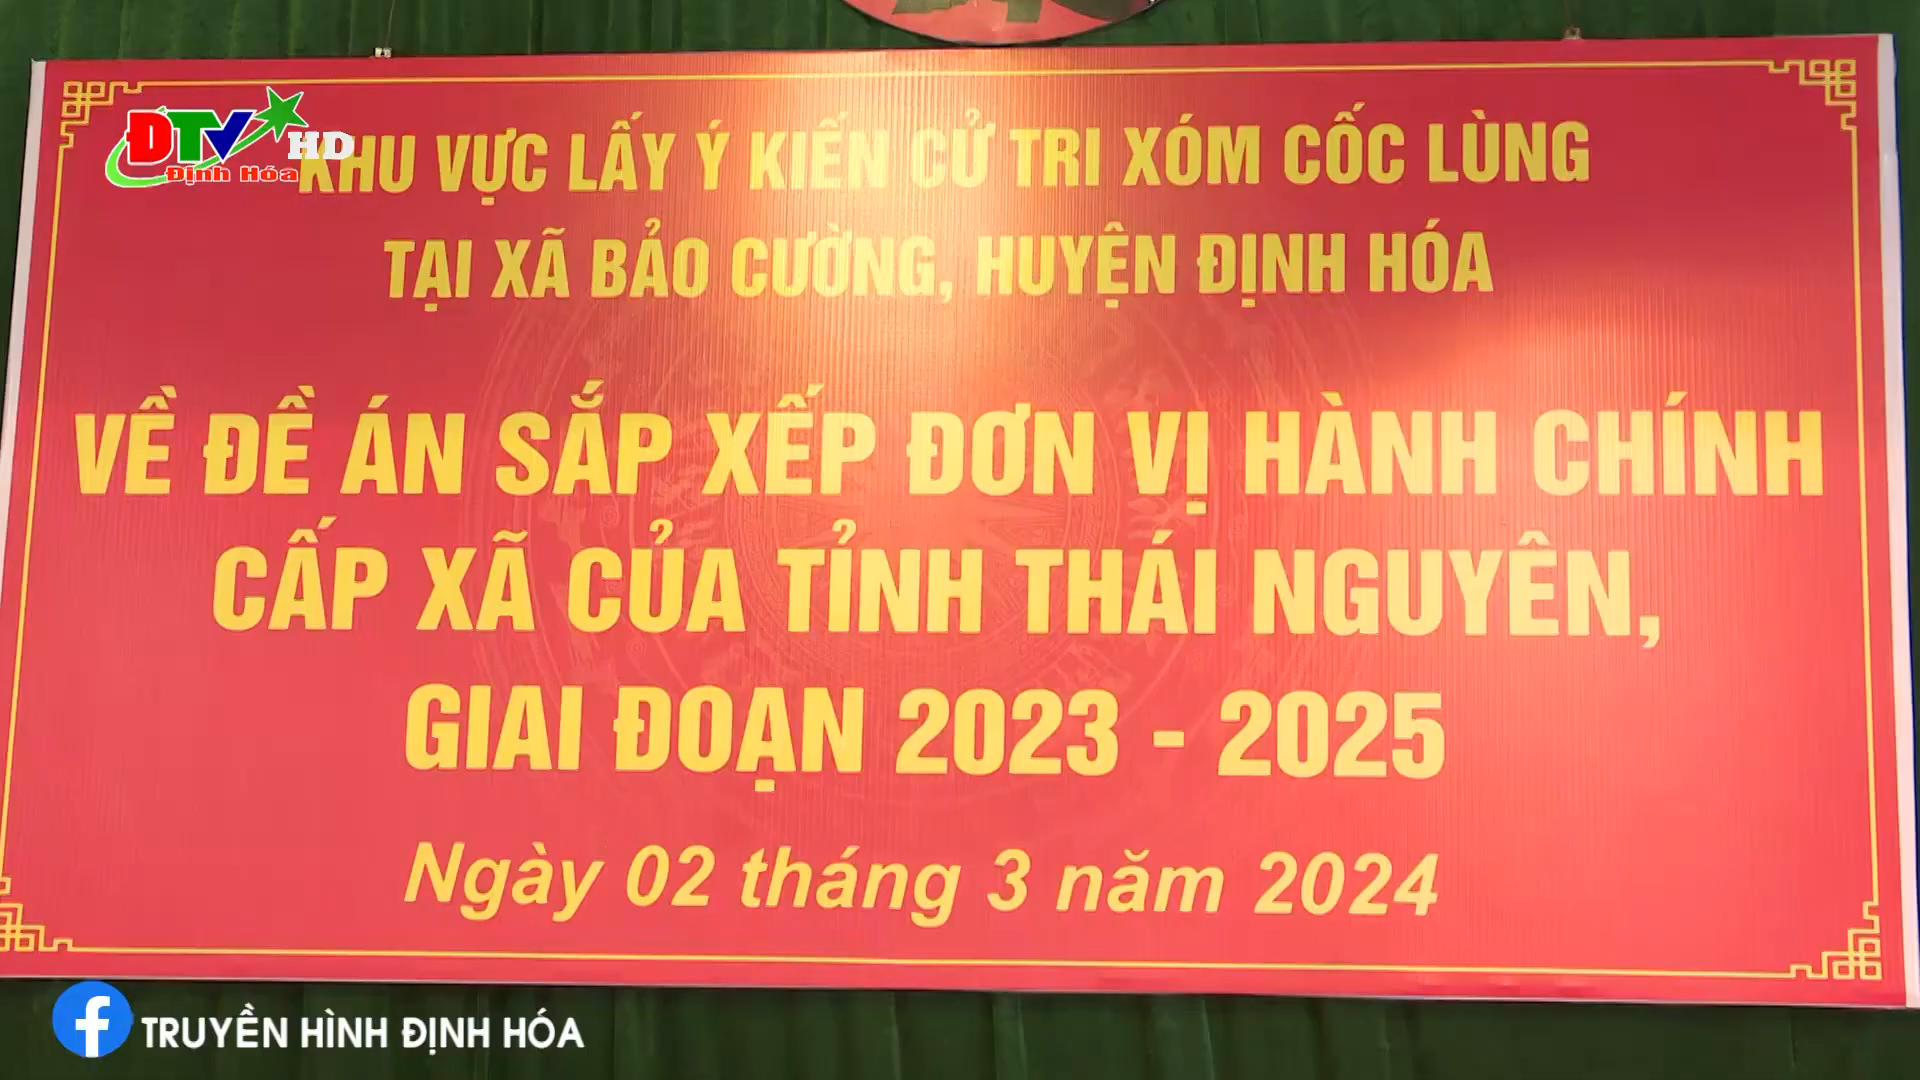 ĐTV HD
Định Hóa
KHU VỰC LẤY Ý KIẾN CỬ TRI XÓM CỐC LÙNG
TẠI XÃ BẢO CƯỜNG, HUYỆN ĐỊNH HÓA
VỀ ĐỀ ÁN SẮP XẾP ĐƠN VỊ HÀNH CHÍNH
CẤP XÃ CỦA TỈNH THÁI NGUYÊN,
GIAI ĐOẠN 2023 - 2025
Ngày 02 tháng 3 năm 2024
TRUYỀN HÌNH ĐỊNH HÓA